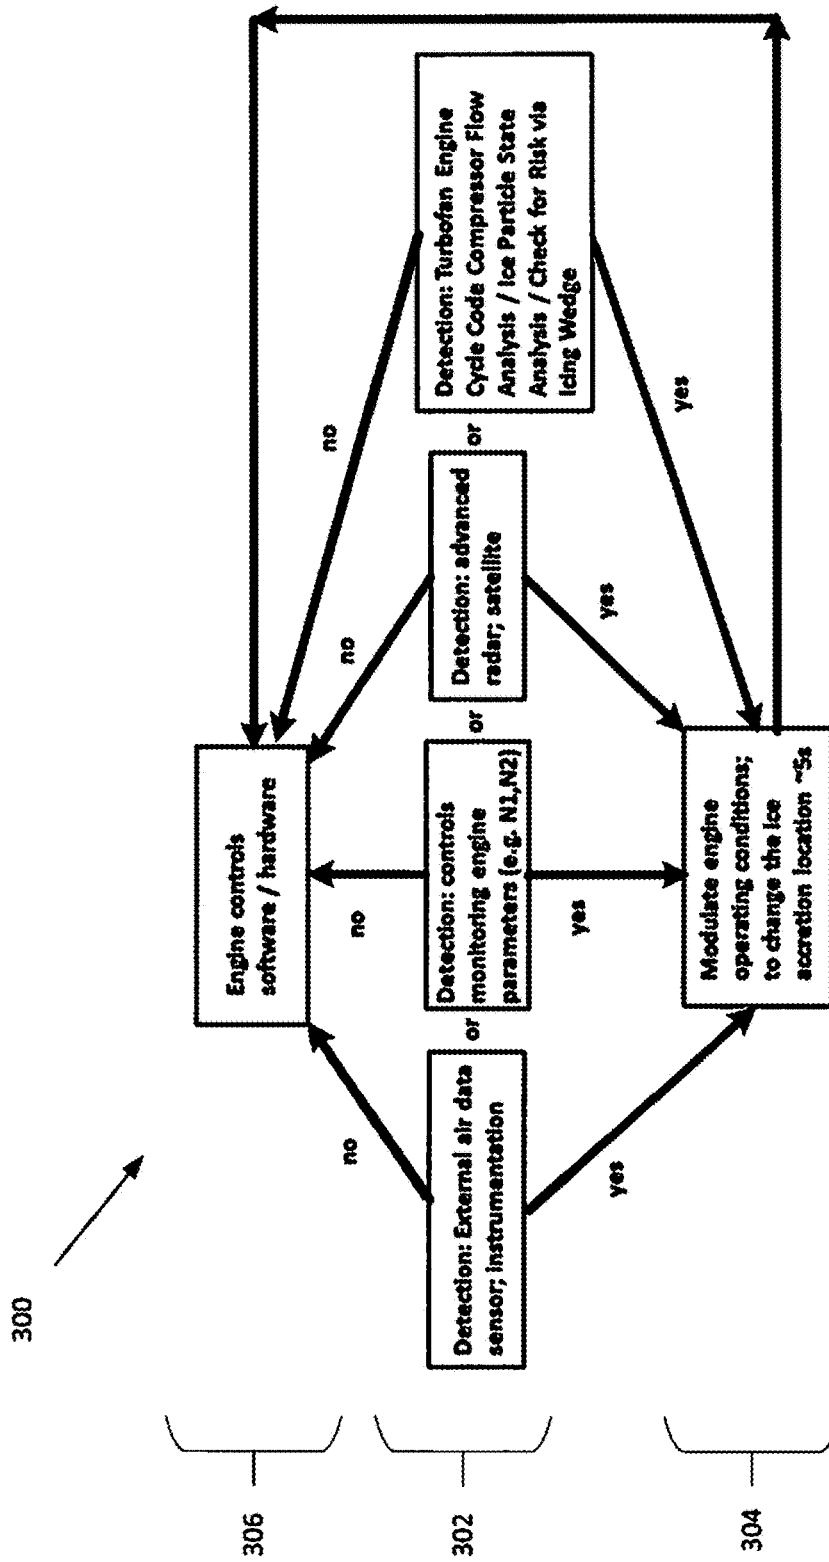 300
306
Engine controls
software / hardware
no
no
no
no
302
Detection: External air data
sensor; instrumentation
or
Detection: controls
monitoring engine
parameters (e.g. N1,N2)
or
Detection: advanced
radar; satellite
or
Detection: Turbofan Engine
Cycle Code Compressor Flow
Analysis / Ice Particle State
Analysis / Check for Risk via
Icing Wedge
yes
yes
yes
yes
304
Modulate engine
operating conditions;
to change the ice
accretion location ~5s